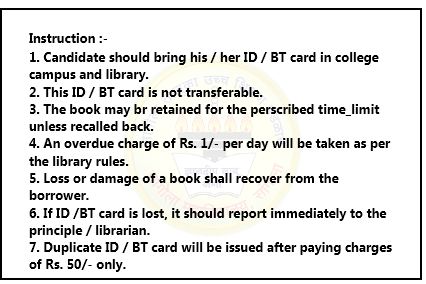 Instruction :-
1. Candidate should bring his / her ID / BT card in college
campus and library.
2. This ID / BT card is not transferable.
3. The book may br retained for the perscribed time_limit
unless recalled back.
4. An overdue charge of Rs. 1/- per day will be taken as per
the library rules.
5. Loss or damage of a book shall recover from the
borrower.
6. If ID /BT card is lost, it should report immediately to the
principle / librarian.
7. Duplicate ID / BT card will be issued after paying charges
of Rs. 50/- only.